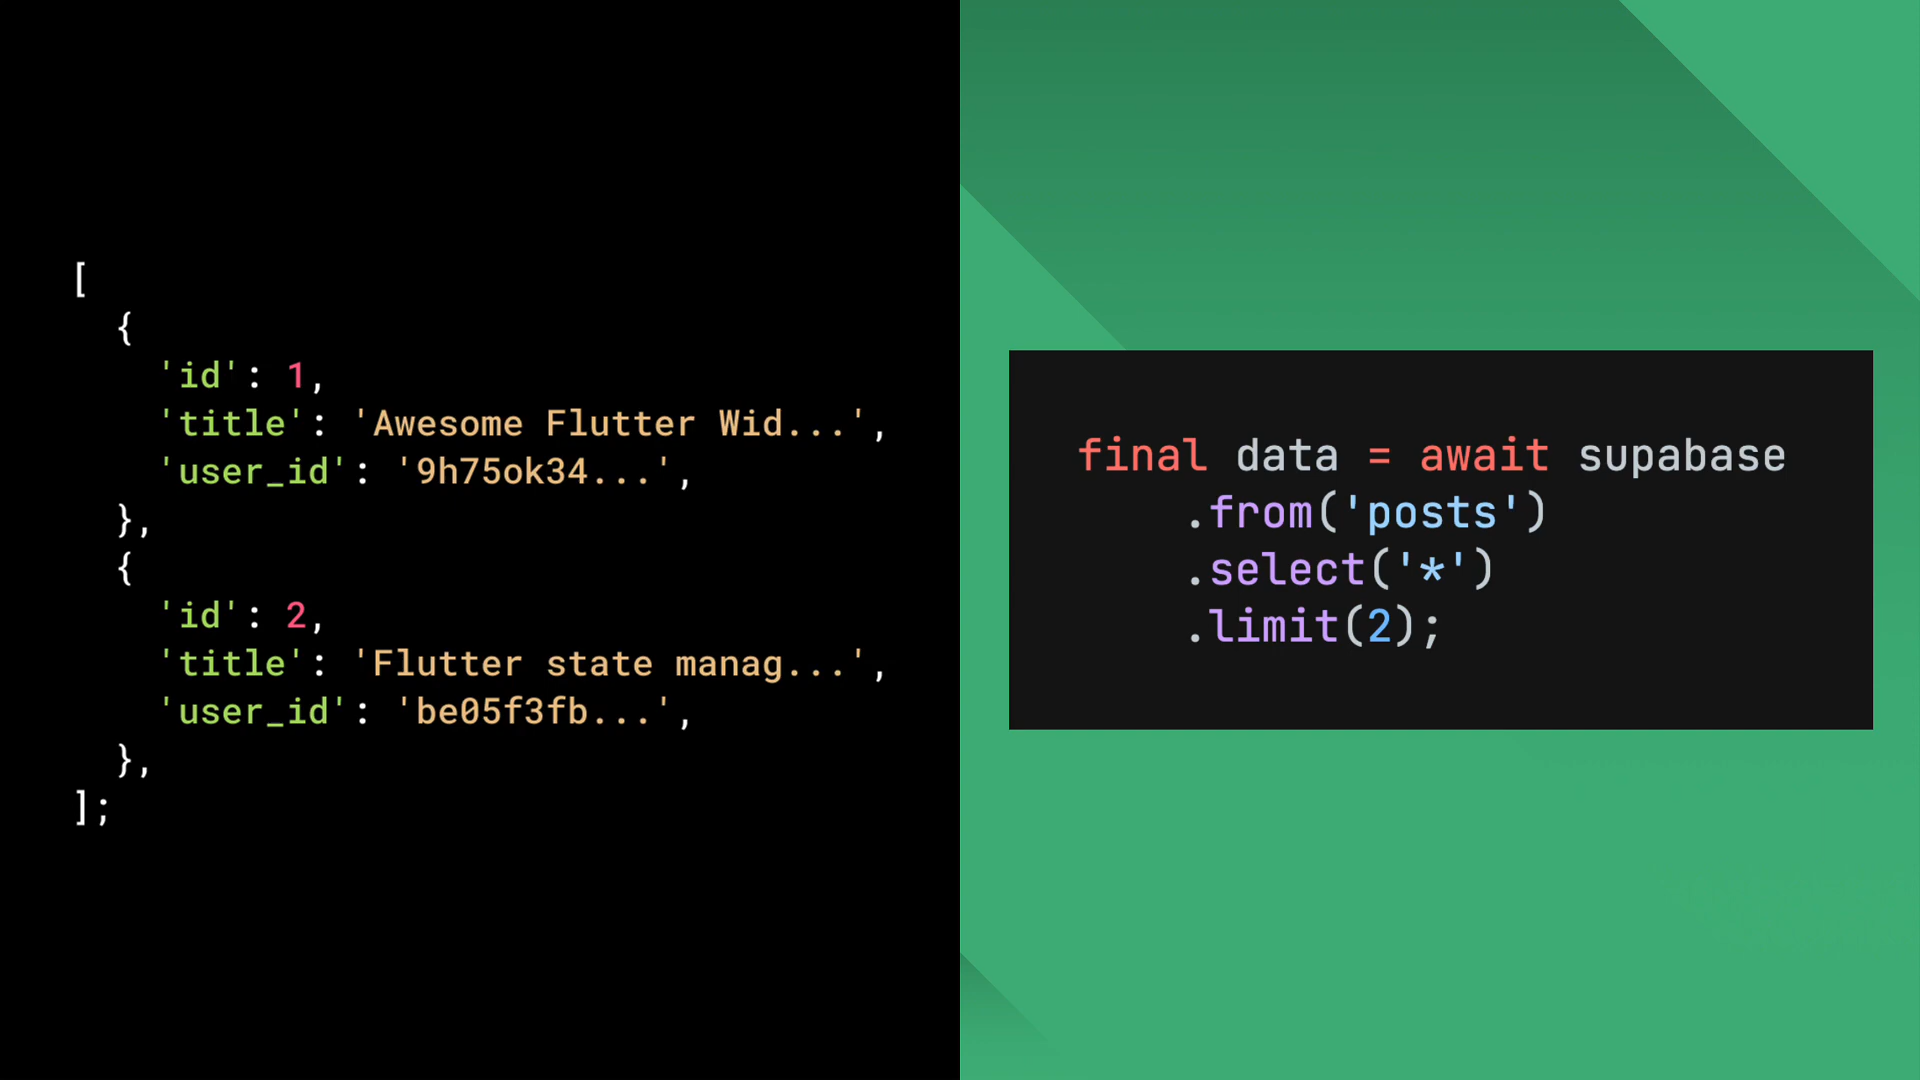 [
  {
    'id': 1,
    'title': 'Awesome Flutter Wid...',
    'user_id': '9h75ok34...',
  },
  {
    'id': 2,
    'title': 'Flutter state manag...',
    'user_id': 'be05f3fb...',
  },
];
final data = await supabase
    .from('posts')
    .select('*')
    .limit(2);